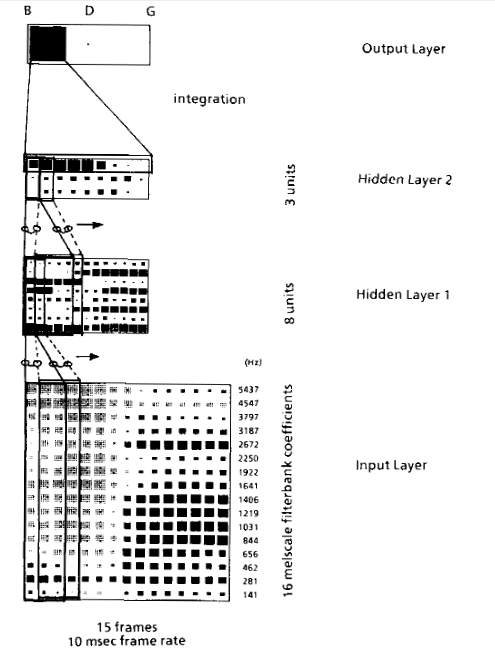 B D G
Output Layer
integration
3 units
Hidden Layer 2
8 units
Hidden Layer 1
(Hz)
5437
4547
3797
3187
2672
2250
1922
1641
1406
1219
1031
844
656
462
281
141
16 melscale filterbank coefficients
Input Layer
15 frames
10 msec frame rate